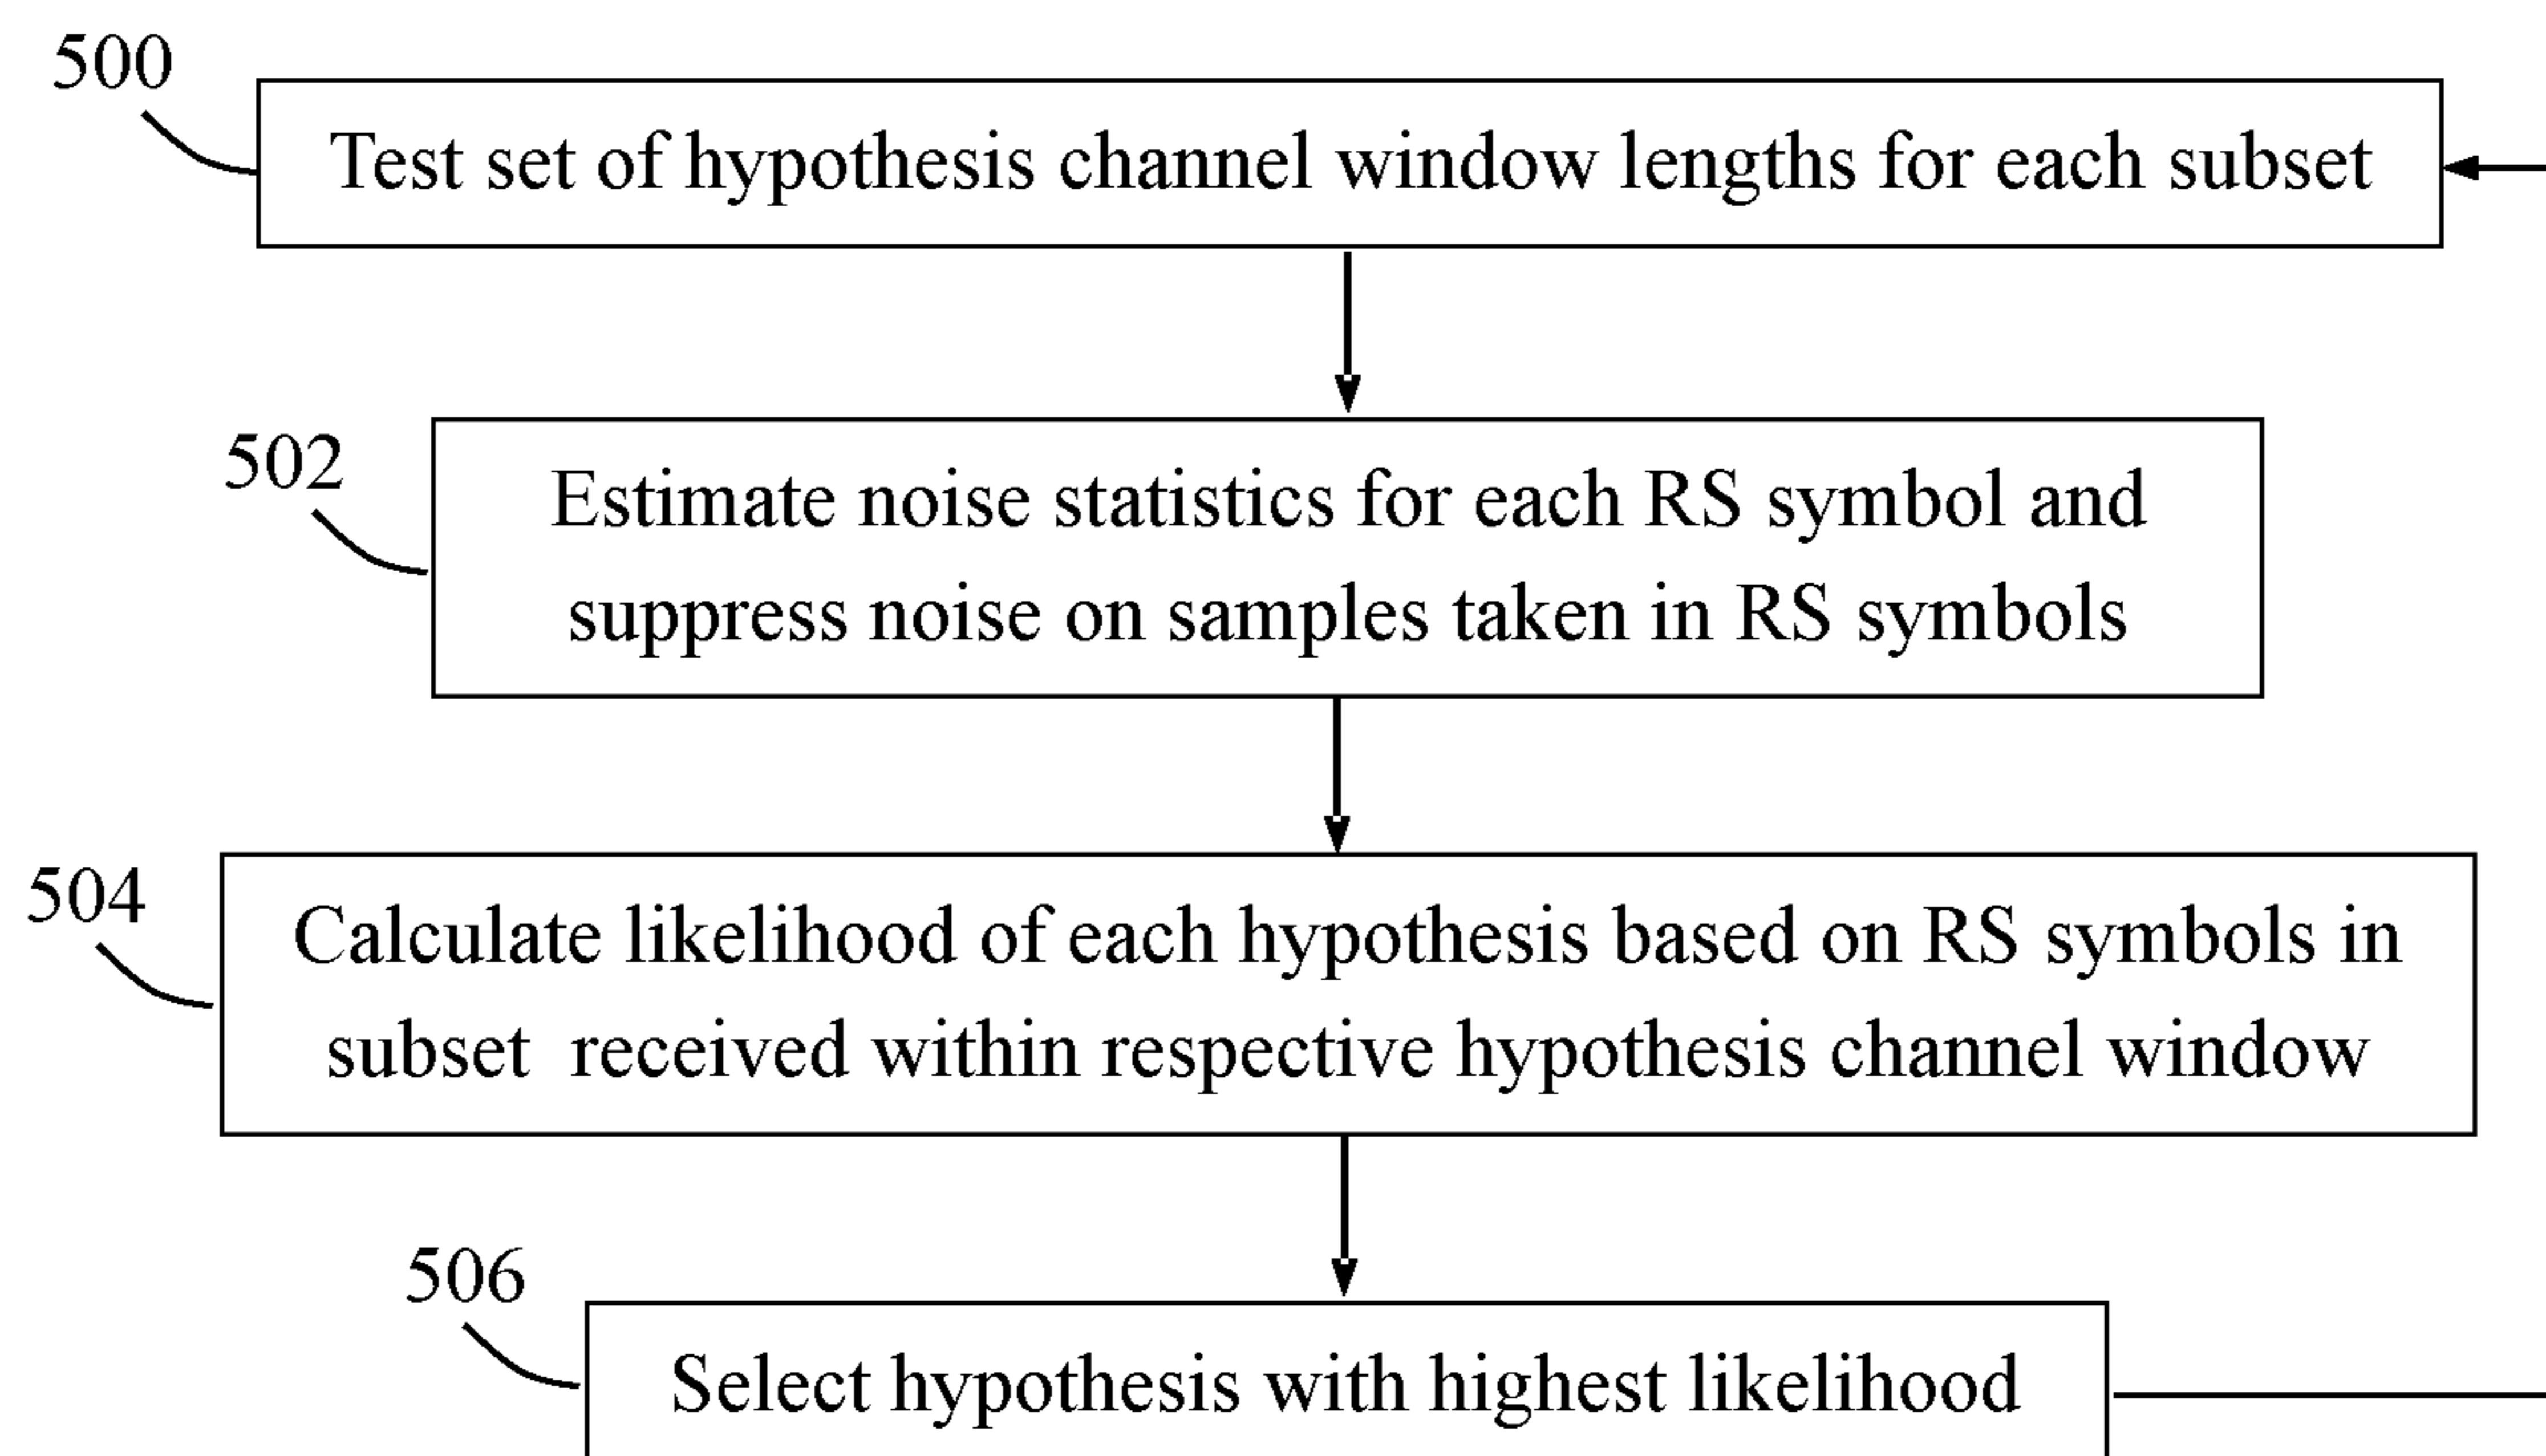 500
Test set of hypothesis channel window lengths for each subset
502
Estimate noise statistics for each RS symbol and
suppress noise on samples taken in RS symbols
504
Calculate likelihood of each hypothesis based on RS symbols in
subset received within respective hypothesis channel window
506
Select hypothesis with highest likelihood